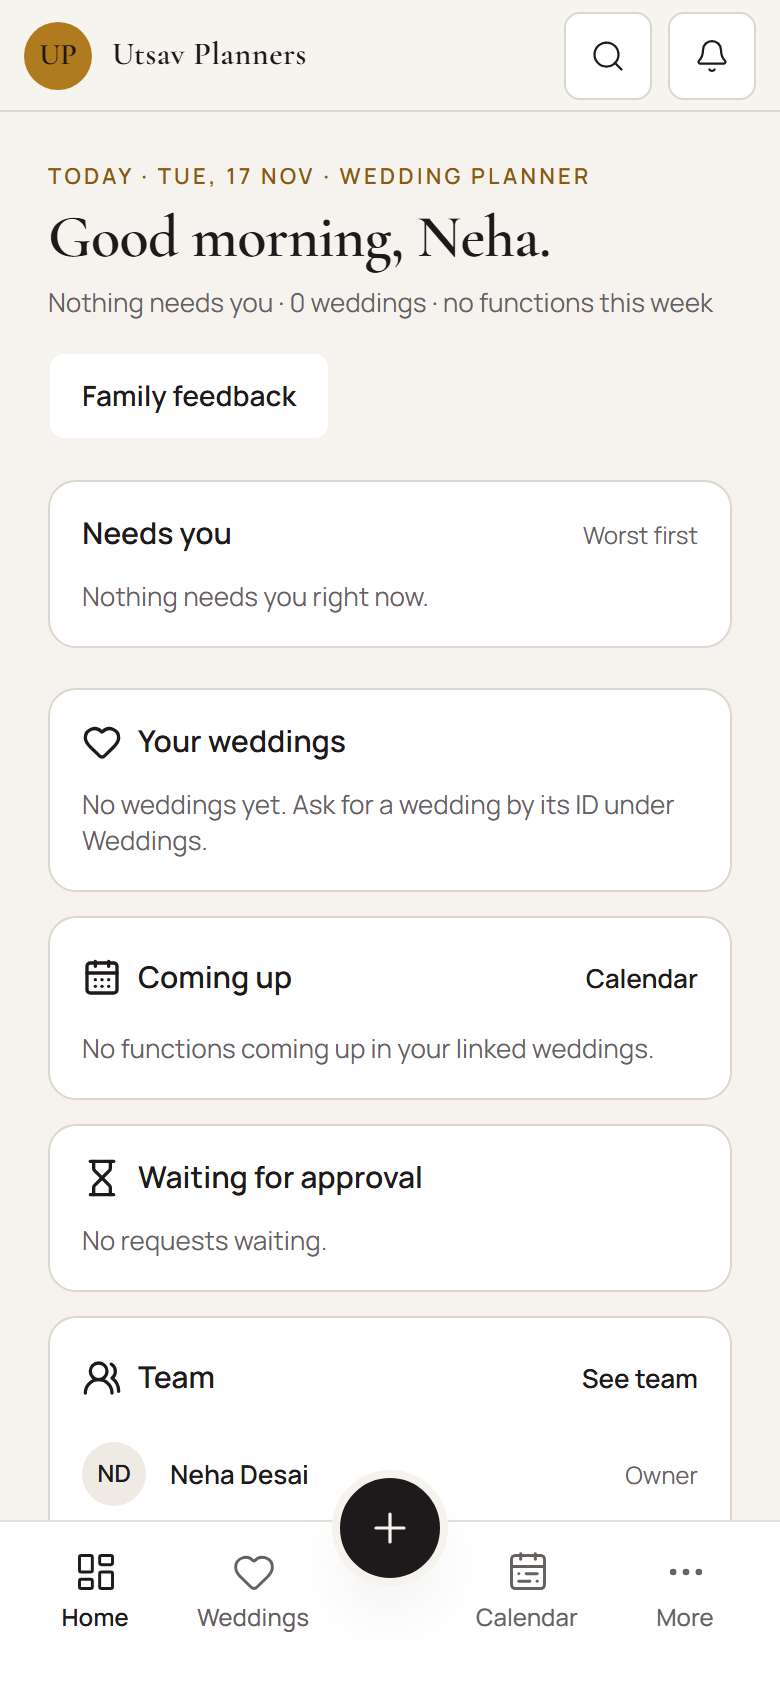 UP Utsav Planners
TODAY · TUE, 17 NOV · WEDDING PLANNER
Good morning, Neha.
Nothing needs you · 0 weddings · no functions this week
Family feedback
Needs you Worst first
Nothing needs you right now.
Your weddings
No weddings yet. Ask for a wedding by its ID under
Weddings.
Coming up Calendar
No functions coming up in your linked weddings.
Waiting for approval
No requests waiting.
Team See team
ND Neha Desai Owner
Home Weddings Calendar More